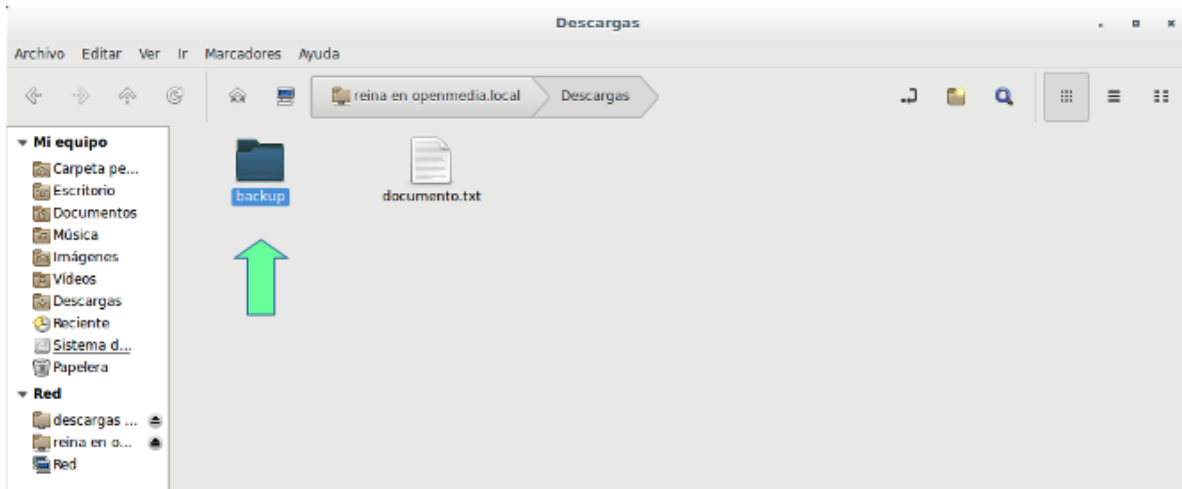 Descargas
Archivo Editar Ver Ir Marcadores Ayuda
reina en openmedia.local Descargas
Mi equipo
Carpeta pe...
Escritorio
Documentos
Música
Imágenes
Vídeos
Descargas
Reciente
Sistema d...
Papelera
Red
descargas ...
reina en o...
Red
backup
documento.txt